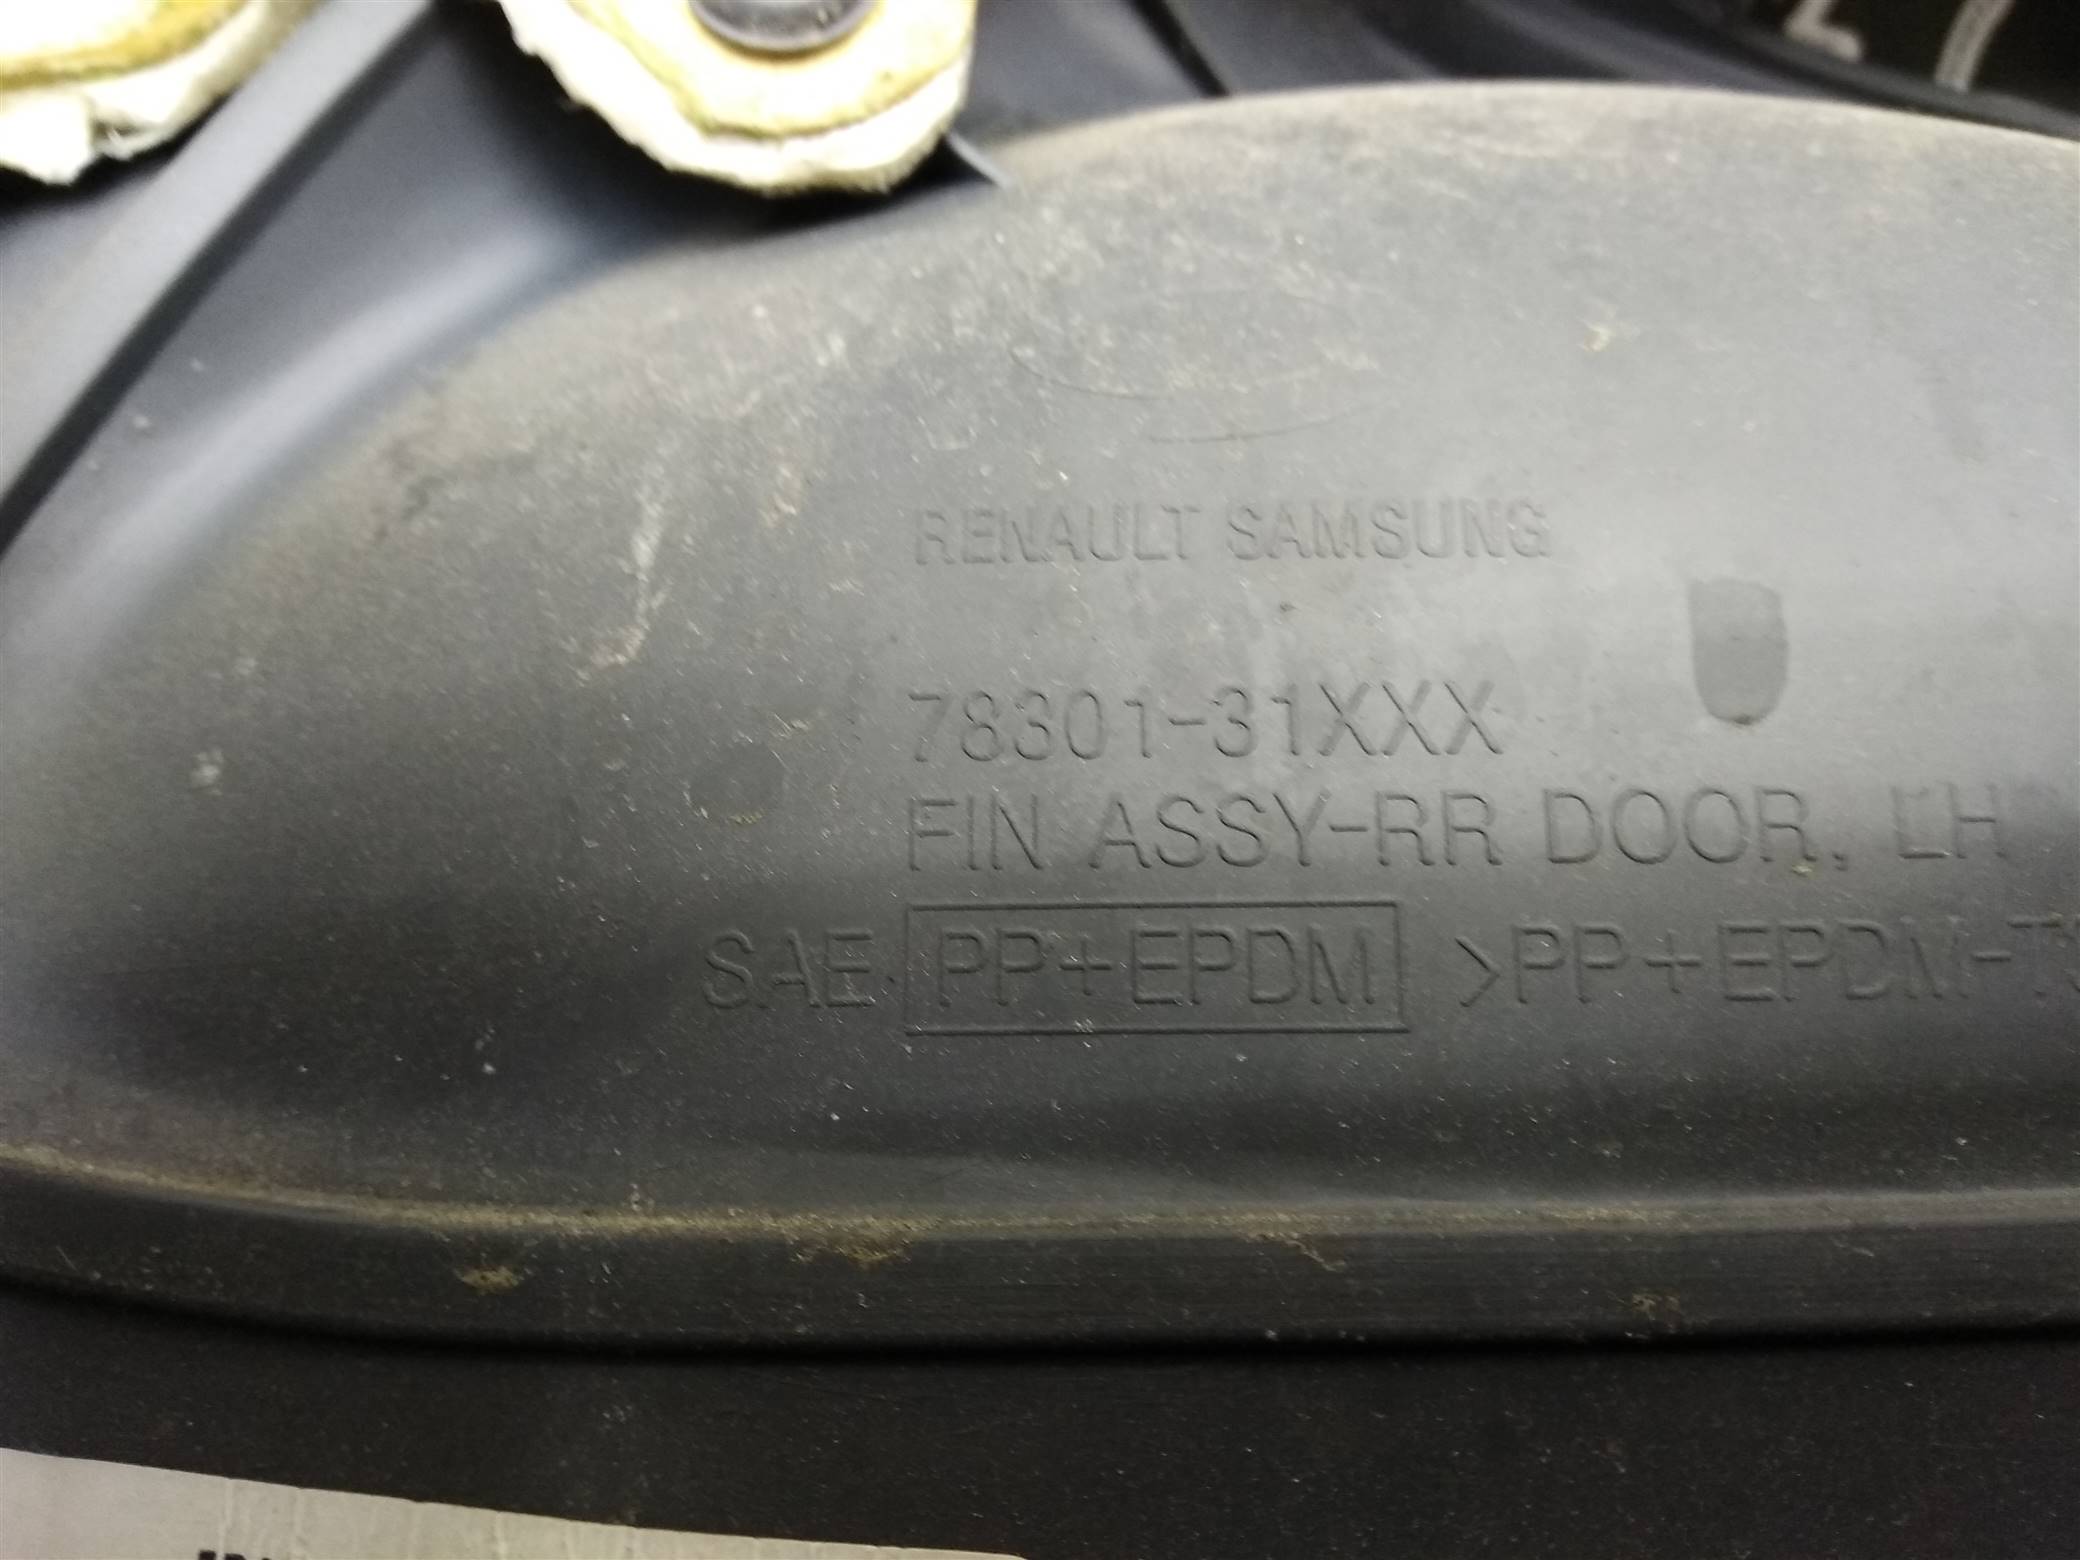 RENAULT SAMSUNG
78301-31XXX
FIN ASSY-RR DOOR, LH
SAE PP+EPDM >PP+EPDM-T